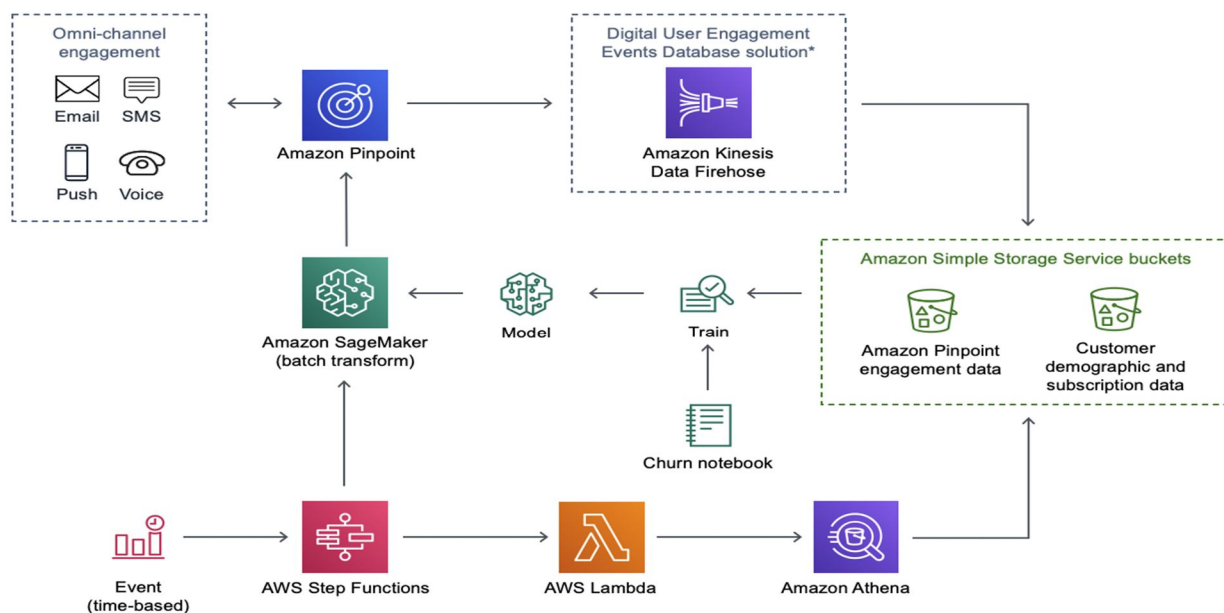 Omni-channel
engagement
Email
SMS
Push
Voice
Amazon Pinpoint
Digital User Engagement
Events Database solution*
Amazon Kinesis
Data Firehose
Amazon Simple Storage Service buckets
Amazon Pinpoint
engagement data
Customer
demographic and
subscription data
Train
Model
Amazon SageMaker
(batch transform)
Churn notebook
Event
(time-based)
AWS Step Functions
AWS Lambda
Amazon Athena